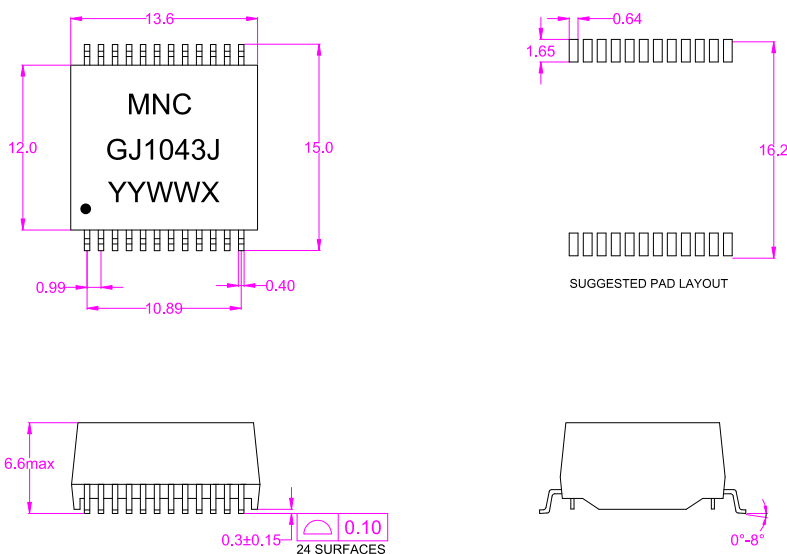 13.6
0.64
1.65
MNC
GJ1043J
YYWWX
12.0
15.0
16.2
0.99
0.40
10.89
SUGGESTED PAD LAYOUT
6.6max
0.3±0.15
0.10
24 SURFACES
0°-8°